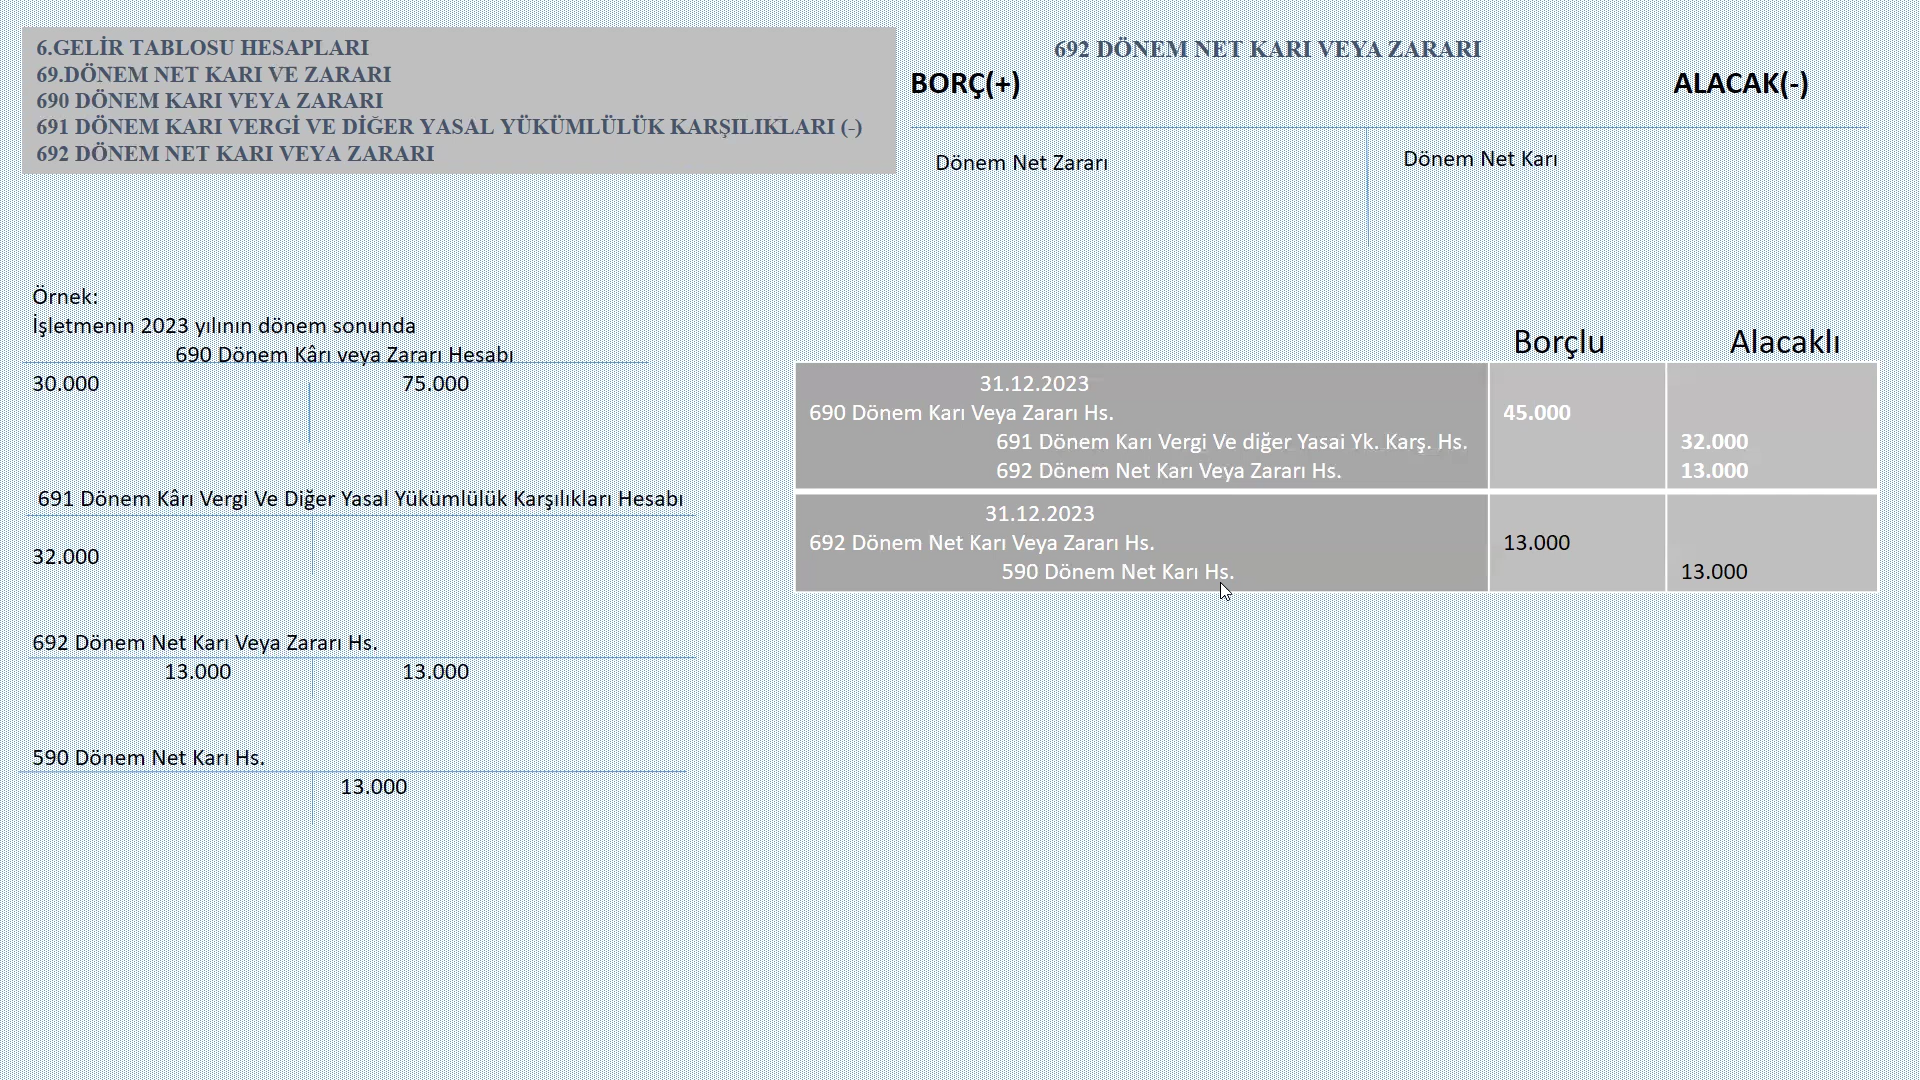 6.GELİR TABLOSU HESAPLARI
69.DÖNEM NET KARI VE ZARARI
690 DÖNEM KARI VEYA ZARARI
691 DÖNEM KARI VERGİ VE DİĞER YASAL YÜKÜMLÜLÜK KARŞILIKLARI (-)
692 DÖNEM NET KARI VEYA ZARARI
692 DÖNEM NET KARI VEYA ZARARI
BORÇ(+) ALACAK(-)
Dönem Net Zararı Dönem Net Karı
Örnek:
İşletmenin 2023 yılının dönem sonunda
690 Dönem Kârı veya Zararı Hesabı
30.000 75.000
691 Dönem Kârı Vergi Ve Diğer Yasal Yükümlülük Karşılıkları Hesabı
32.000
692 Dönem Net Karı Veya Zararı Hs.
13.000 13.000
590 Dönem Net Karı Hs.
13.000
Borçlu Alacaklı
31.12.2023
690 Dönem Karı Veya Zararı Hs. 45.000
691 Dönem Karı Vergi Ve diğer Yasai Yk. Karş. Hs. 32.000
692 Dönem Net Karı Veya Zararı Hs. 13.000
31.12.2023
692 Dönem Net Karı Veya Zararı Hs. 13.000
590 Dönem Net Karı Hs. 13.000